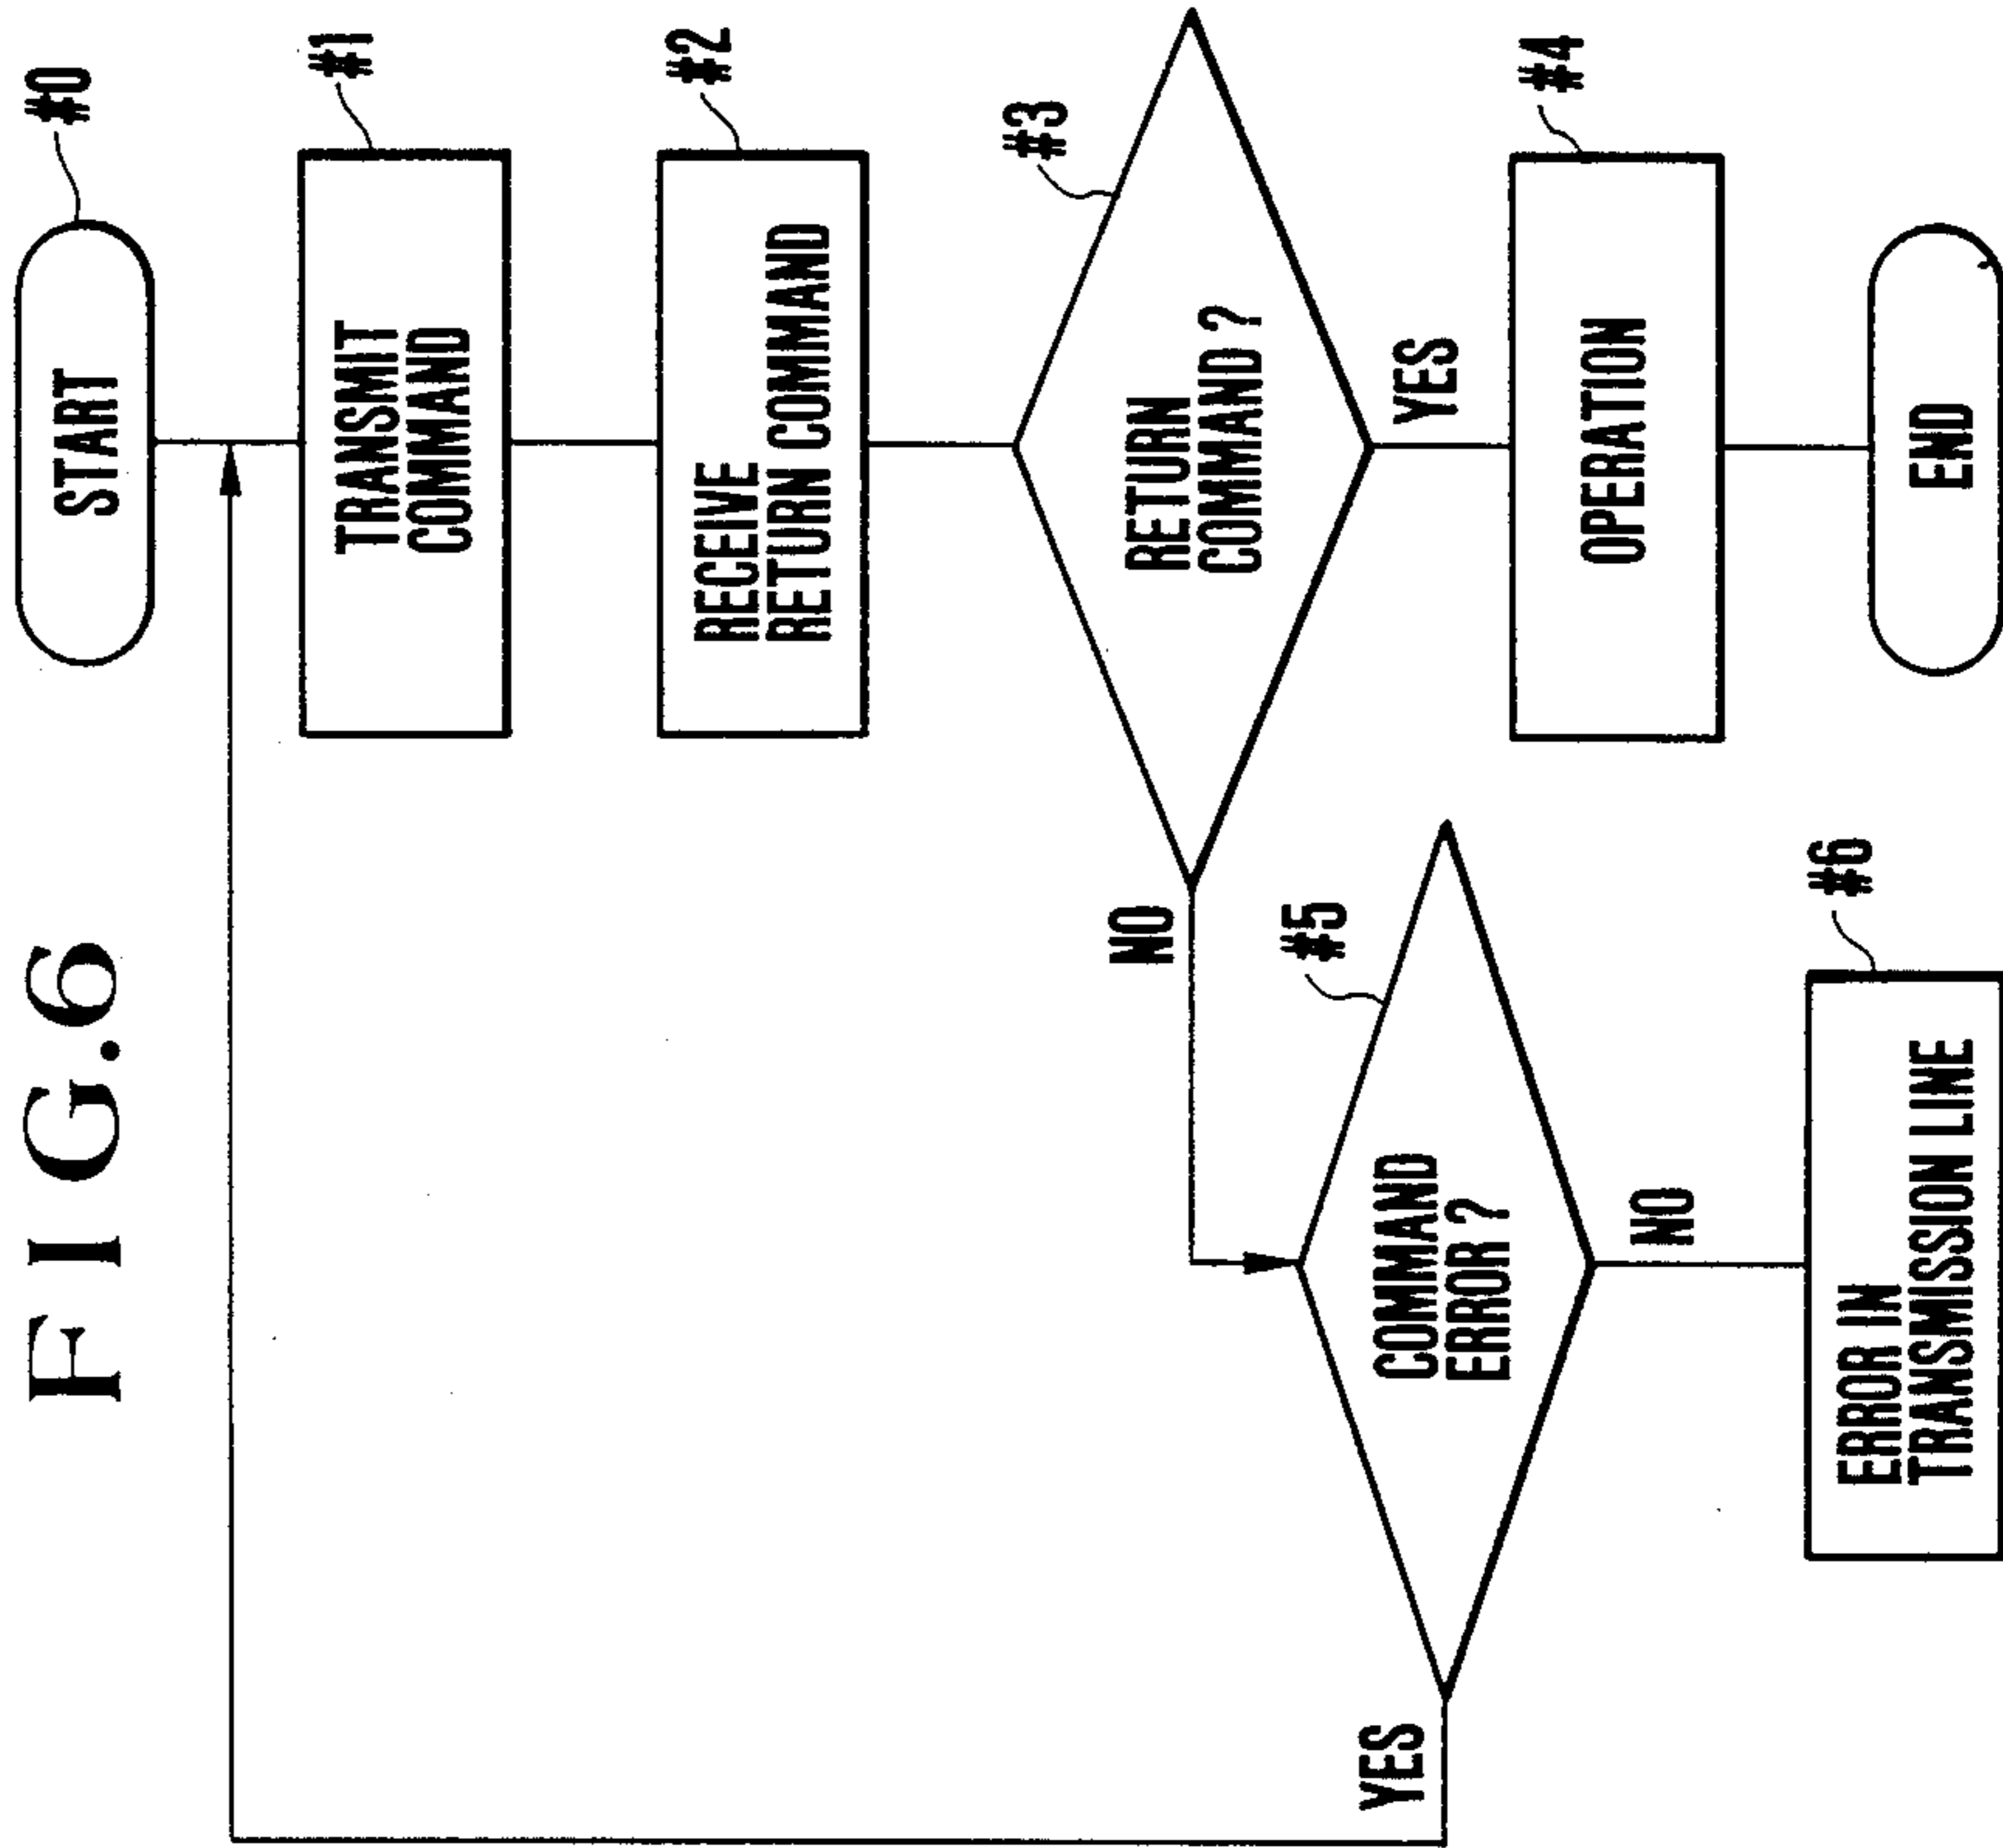 FIG.6
START
#0
TRANSMIT
COMMAND
#1
RECEIVE
RETURN COMMAND
#2
RETURN
COMMAND ?
#3
NO
YES
OPERATION
#4
END
COMMAND
ERROR ?
#5
YES
NO
ERROR IN
TRANSMISSION LINE
#6